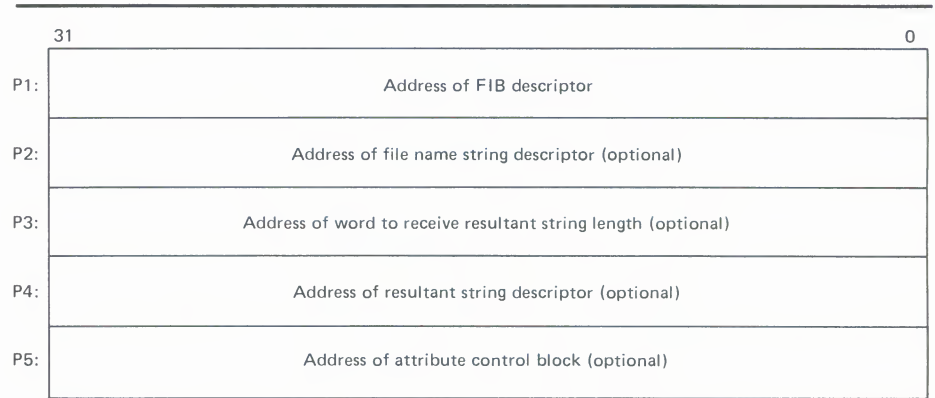 31 0
P1: Address of FIB descriptor
P2: Address of file name string descriptor (optional)
P3: Address of word to receive resultant string length (optional)
P4: Address of resultant string descriptor (optional)
P5: Address of attribute control block (optional)